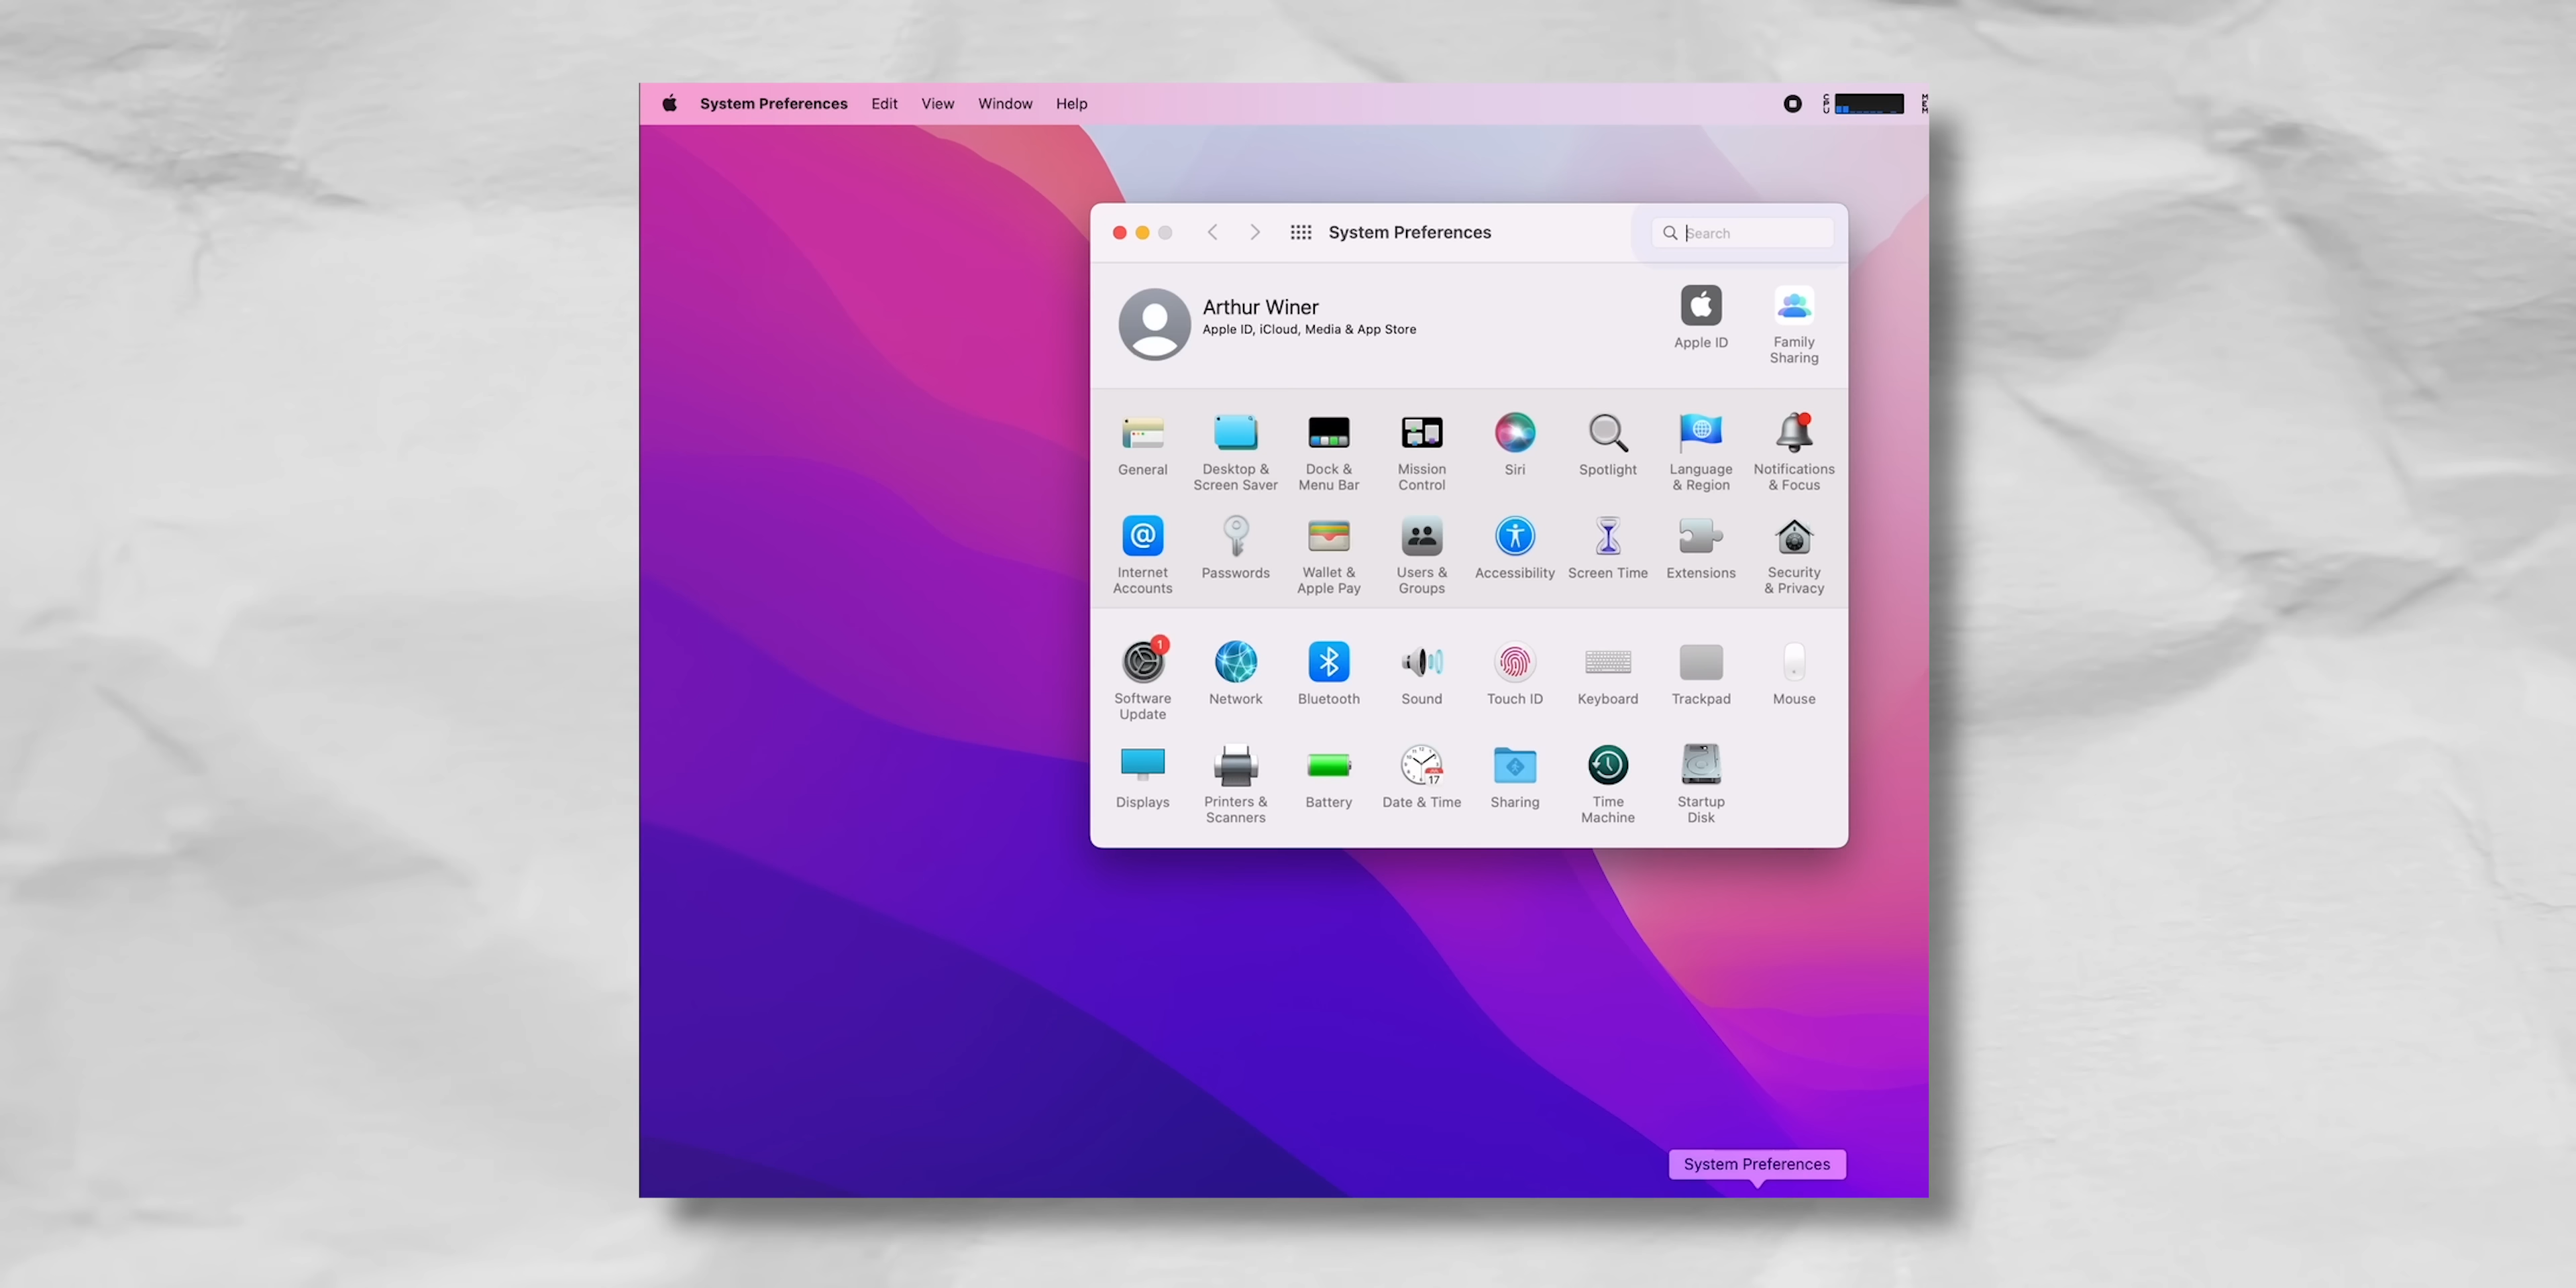 System Preferences Edit View Window Help CPU MEM
System Preferences Search
Arthur Winer
Apple ID, iCloud, Media & App Store
Apple ID
Family
Sharing
General
Desktop &
Screen Saver
Dock &
Menu Bar
Mission
Control
Siri
Spotlight
Language
& Region
Notifications
& Focus
@
Internet
Accounts
Passwords
Wallet &
Apple Pay
Users &
Groups
Accessibility
Screen Time
Extensions
Security
& Privacy
1
Software
Update
Network
Bluetooth
Sound
Touch ID
Keyboard
Trackpad
Mouse
Displays
Printers &
Scanners
Battery
17
Date & Time
Sharing
Time
Machine
Startup
Disk
System Preferences